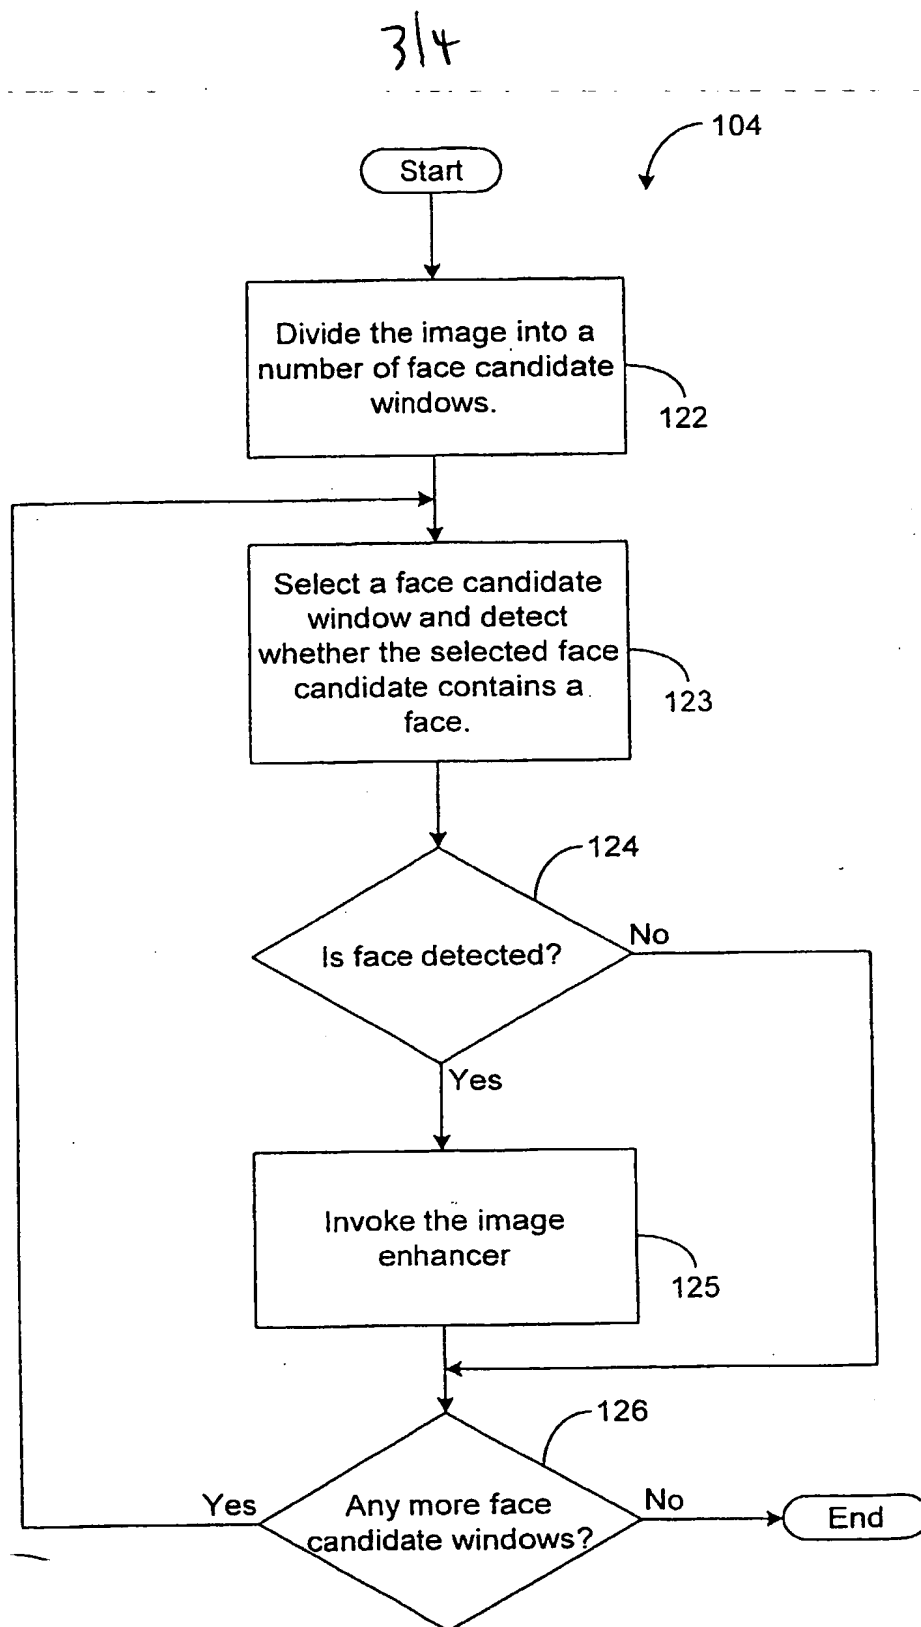 3/4
104
Start
Divide the image into a
number of face candidate
windows.
122
Select a face candidate
window and detect
whether the selected face
candidate contains a
face.
123
124
Is face detected?
No
Yes
Invoke the image
enhancer
125
126
Yes
Any more face
candidate windows?
No
End